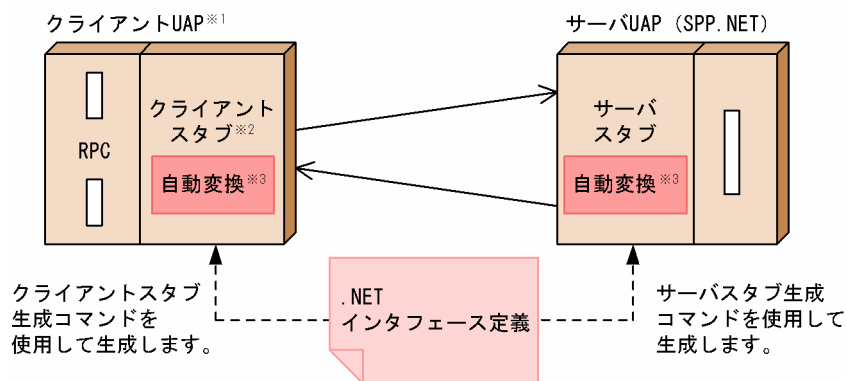 クライアントUAP※1
サーバUAP（SPP.NET）
RPC
クライアント
スタブ※2
自動変換※3
サーバ
スタブ
自動変換※3
クライアントスタブ
生成コマンドを
使用して生成します。
.NET
インタフェース定義
サーバスタブ生成
コマンドを使用して
生成します。